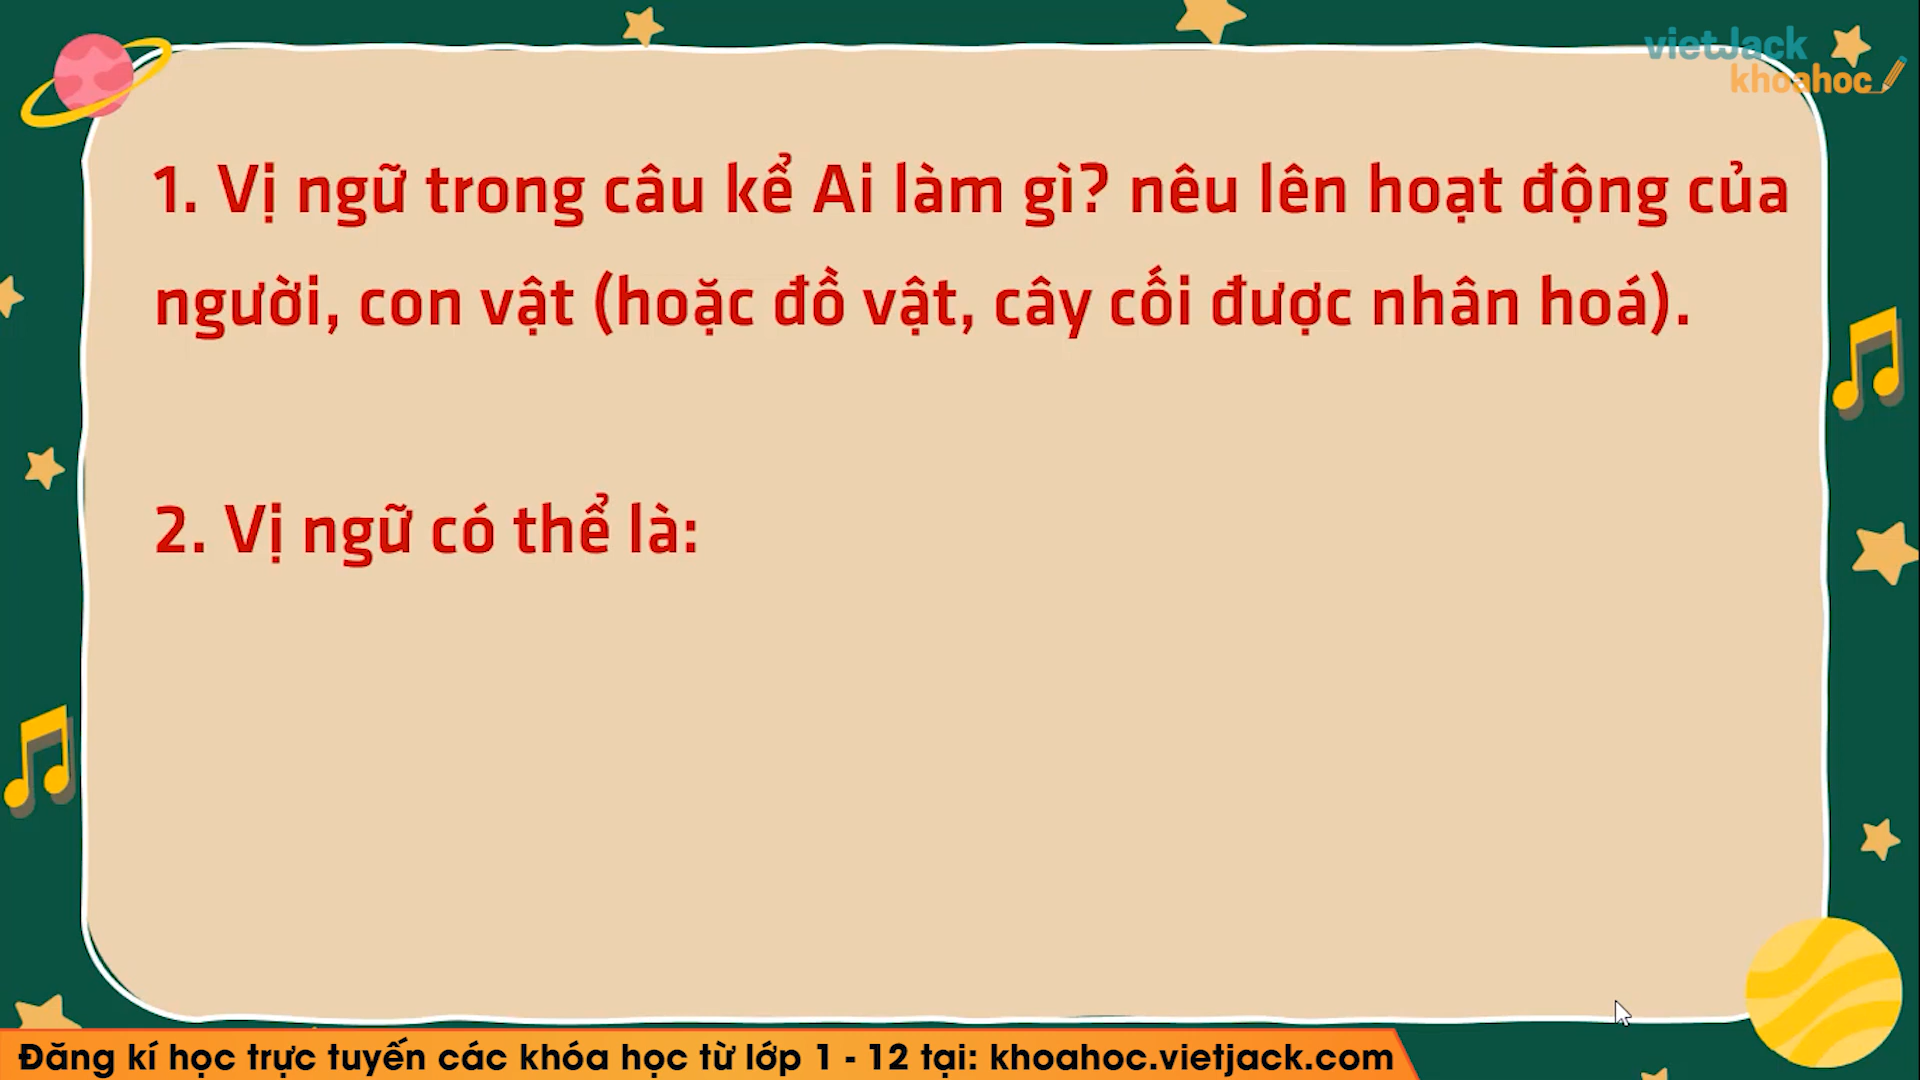 vietJack
khoahoc
1. Vị ngữ trong câu kể Ai làm gì? nêu lên hoạt động của
người, con vật (hoặc đồ vật, cây cối được nhân hoá).
2. Vị ngữ có thể là:
Đăng kí học trực tuyến các khóa học từ lớp 1 - 12 tại: khoahoc.vietjack.com